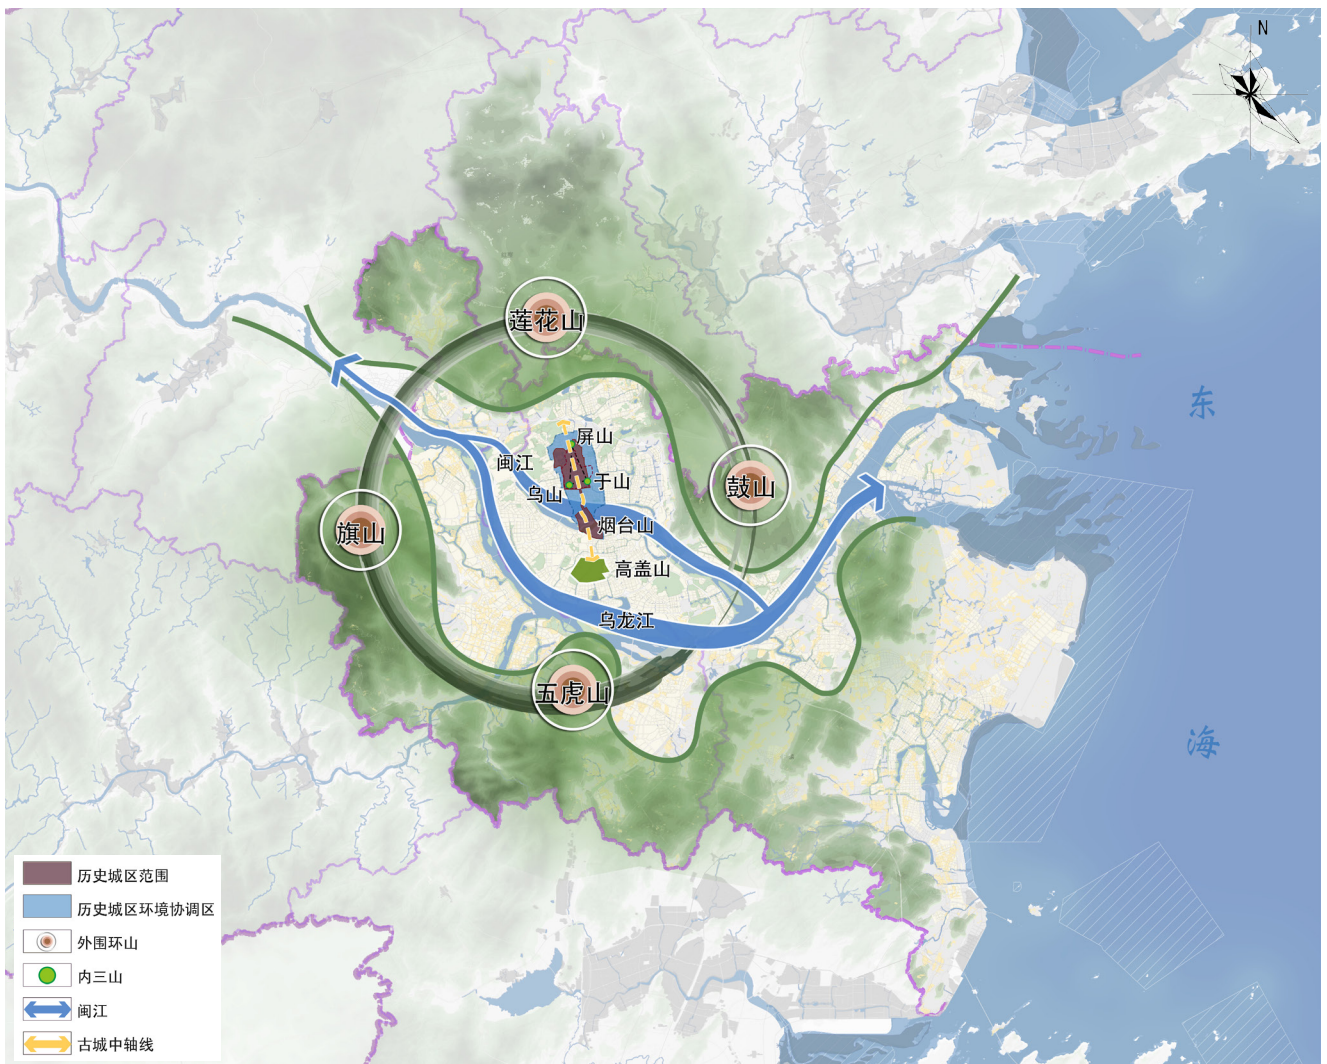 N
莲花山
东
屏山
闽江
于山
乌山
鼓山
烟台山
旗山
高盖山
乌龙江
五虎山
海
历史城区范围
历史城区环境协调区
外围环山
内三山
闽江
古城中轴线